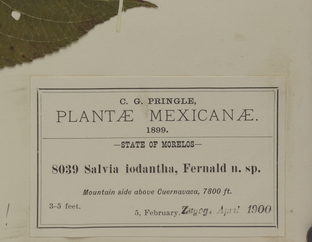 C. G. PRINGLE,
PLANTÆ MEXICANÆ.
1899.
—STATE OF MORELOS—
8039 Salvia iodantha, Fernald n. sp.
Mountain side above Cuernavaca, 7800 ft.
3-5 feet.
5, February, April 1900